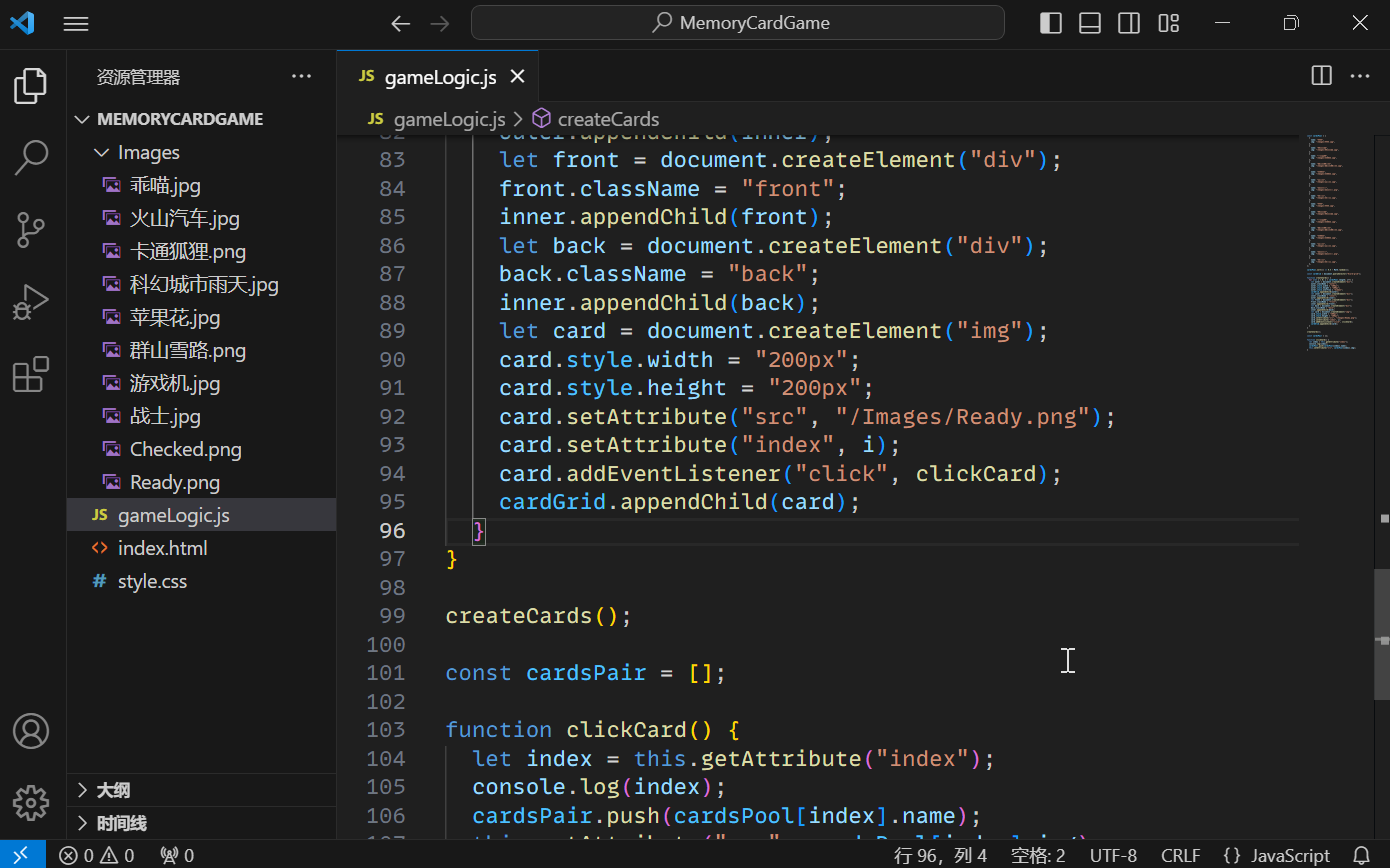 MemoryCardGame
资源管理器
JS gameLogic.js
JS gameLogic.js > createCards
MEMORYCARDGAME
Images
乖喵.jpg
火山汽车.jpg
卡通狐狸.png
科幻城市雨天.jpg
苹果花.jpg
群山雪路.png
游戏机.jpg
战士.jpg
Checked.png
Ready.png
JS gameLogic.js
<> index.html
# style.css
大纲
时间线
82 outer.appendChild(inner);
83 let front = document.createElement("div");
84 front.className = "front";
85 inner.appendChild(front);
86 let back = document.createElement("div");
87 back.className = "back";
88 inner.appendChild(back);
89 let card = document.createElement("img");
90 card.style.width = "200px";
91 card.style.height = "200px";
92 card.setAttribute("src", "/Images/Ready.png");
93 card.setAttribute("index", i);
94 card.addEventListener("click", clickCard);
95 cardGrid.appendChild(card);
96 }
97 }
98
99 createCards();
100
101 const cardsPair = [];
102
103 function clickCard() {
104 let index = this.getAttribute("index");
105 console.log(index);
106 cardsPair.push(cardsPool[index].name);
0 0 0
行 96，列 4 空格: 2 UTF-8 CRLF {} JavaScript